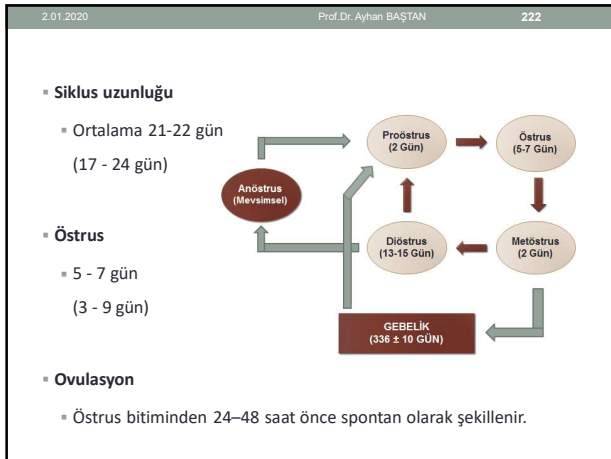 2.01.2020
Prof.Dr. Ayhan BAŞTAN
222
▪ Siklus uzunluğu
▪ Ortalama 21-22 gün
(17 - 24 gün)
▪ Östrus
▪ 5 - 7 gün
(3 - 9 gün)
Proöstrus
(2 Gün)
Östrus
(5-7 Gün)
Anöstrus
(Mevsimsel)
Diöstrus
(13-15 Gün)
Metöstrus
(2 Gün)
GEBELİK
(336 ± 10 GÜN)
▪ Ovulasyon
▪ Östrus bitiminden 24–48 saat önce spontan olarak şekillenir.